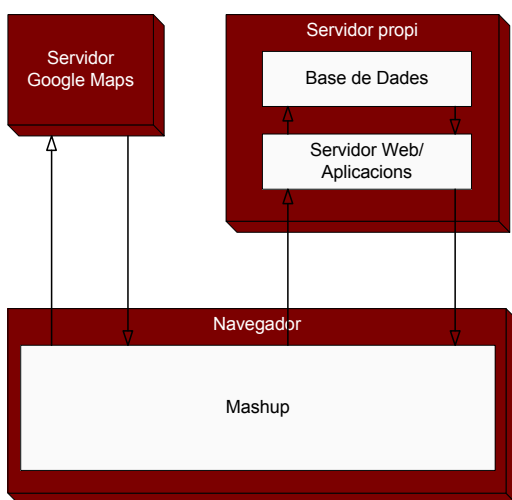 Servidor
Google Maps
Servidor propi
Base de Dades
Servidor Web/
Aplicacions
Navegador
Mashup